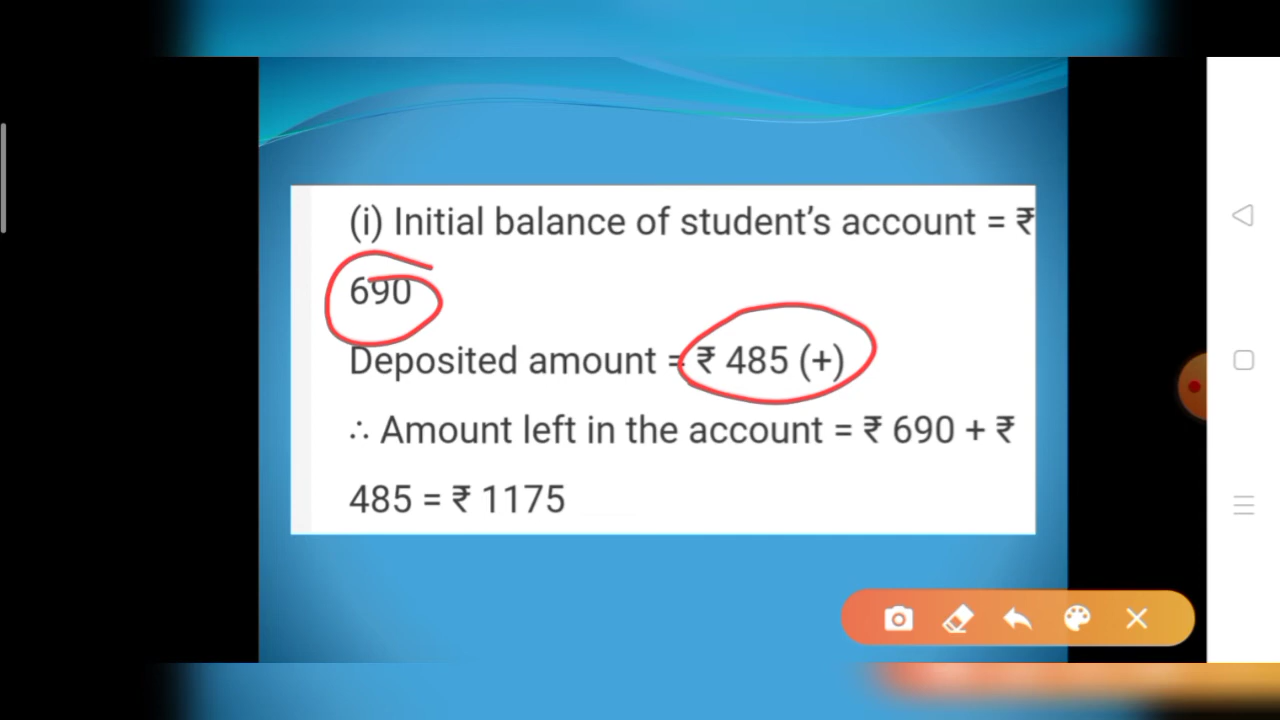 (i) Initial balance of student’s account = ₹
690
Deposited amount = ₹ 485 (+)
∴ Amount left in the account = ₹ 690 + ₹
485 = ₹ 1175